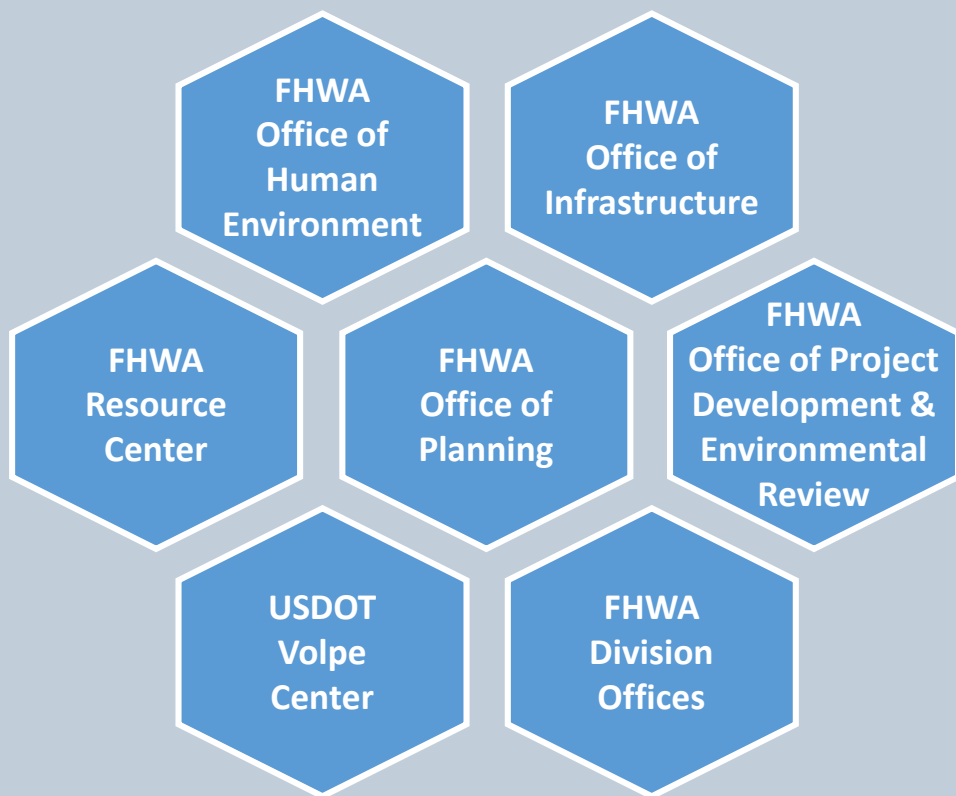 FHWA
Office of
Human
Environment
FHWA
Office of
Infrastructure
FHWA
Resource
Center
FHWA
Office of
Planning
FHWA
Office of Project
Development &
Environmental
Review
USDOT
Volpe
Center
FHWA
Division
Offices